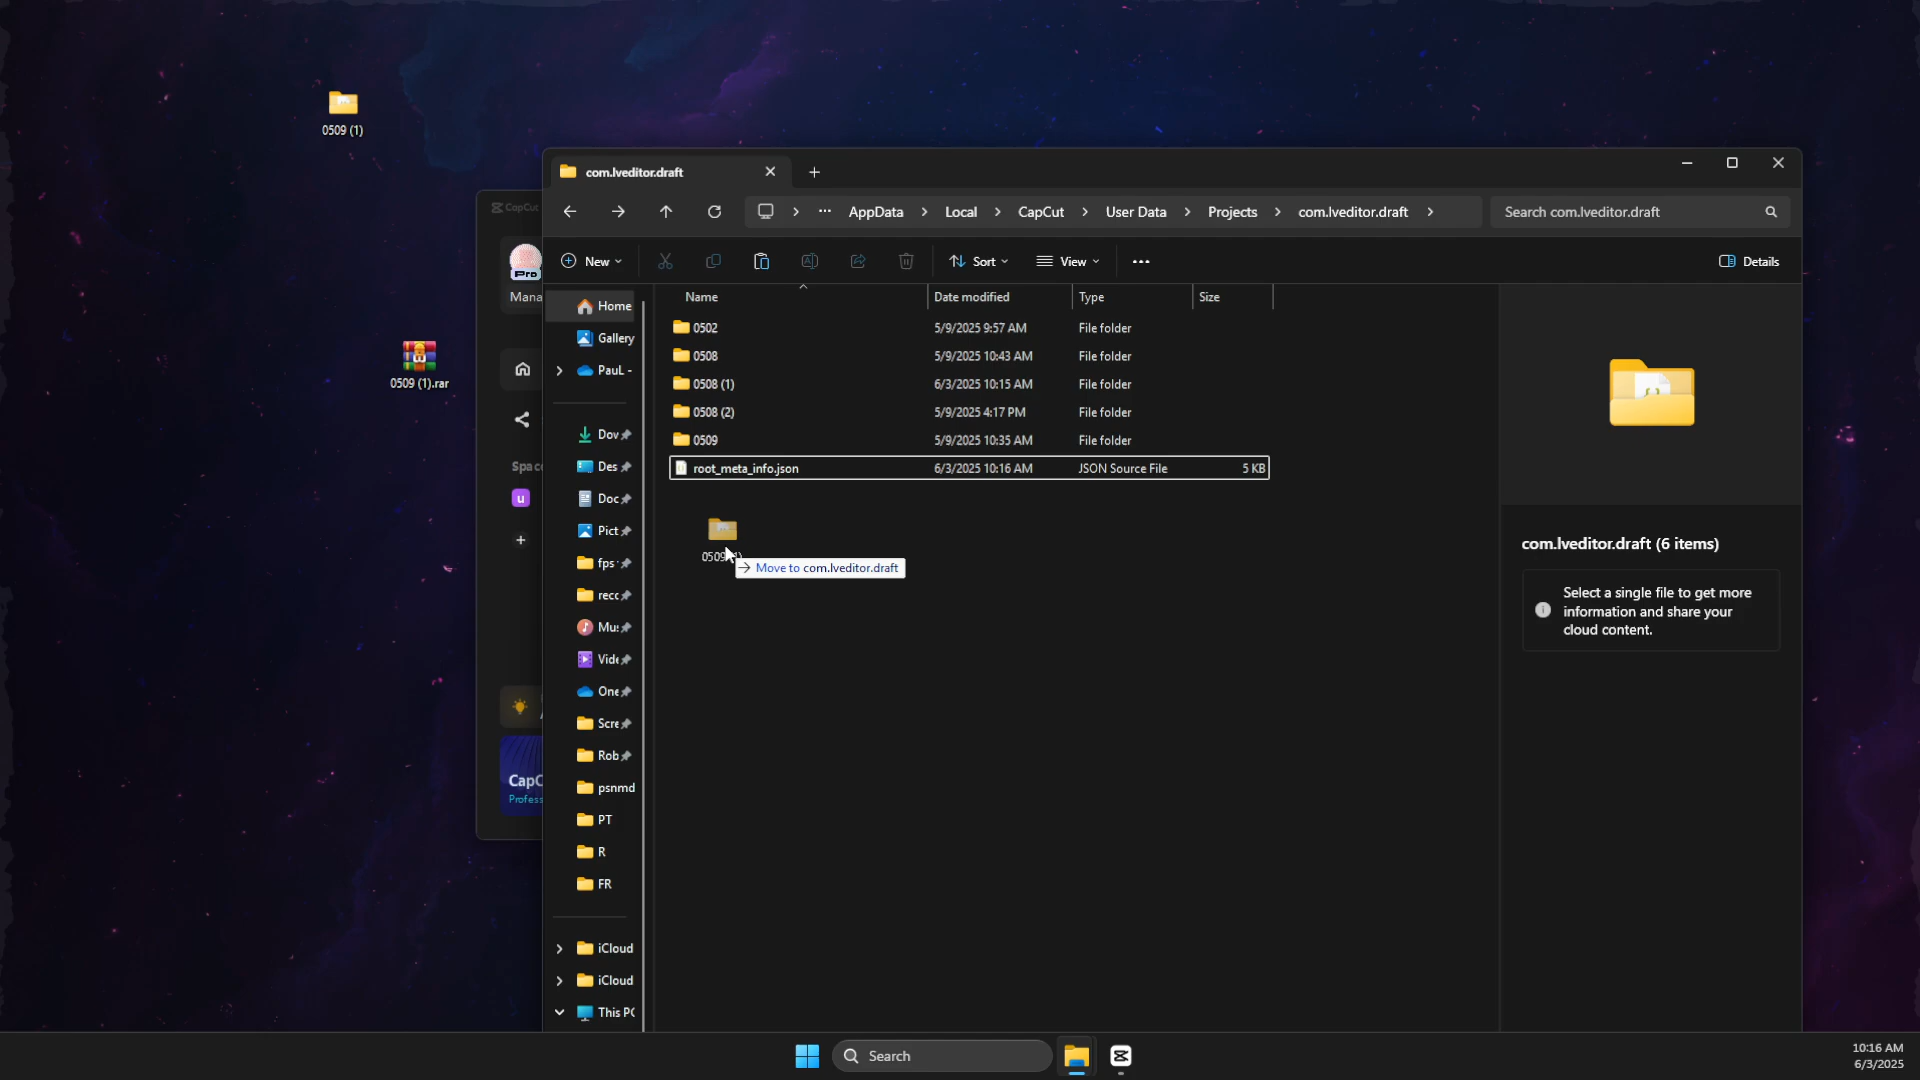 0509 (1)
0509 (1).rar
CapCut
Pro
Mana
Spac
u
CapC
Profess
com.lveditor.draft
AppData > Local > CapCut > User Data > Projects > com.lveditor.draft >
Search com.lveditor.draft
New
Sort
View
Details
Home
Gallery
PauL -
Dov
Des
Doc
Pict
fps
recc
Mus
Vide
One
Scre
Rob
psnmd
PT
R
FR
iCloud
iCloud
This PC
Name Date modified Type Size
0502 5/9/2025 9:57 AM File folder
0508 5/9/2025 10:43 AM File folder
0508 (1) 6/3/2025 10:15 AM File folder
0508 (2) 5/9/2025 4:17 PM File folder
0509 5/9/2025 10:35 AM File folder
root_meta_info.json 6/3/2025 10:16 AM JSON Source File 5 KB
Move to com.lveditor.draft
com.lveditor.draft (6 items)
Select a single file to get more
information and share your
cloud content.
Search
10:16 AM
6/3/2025